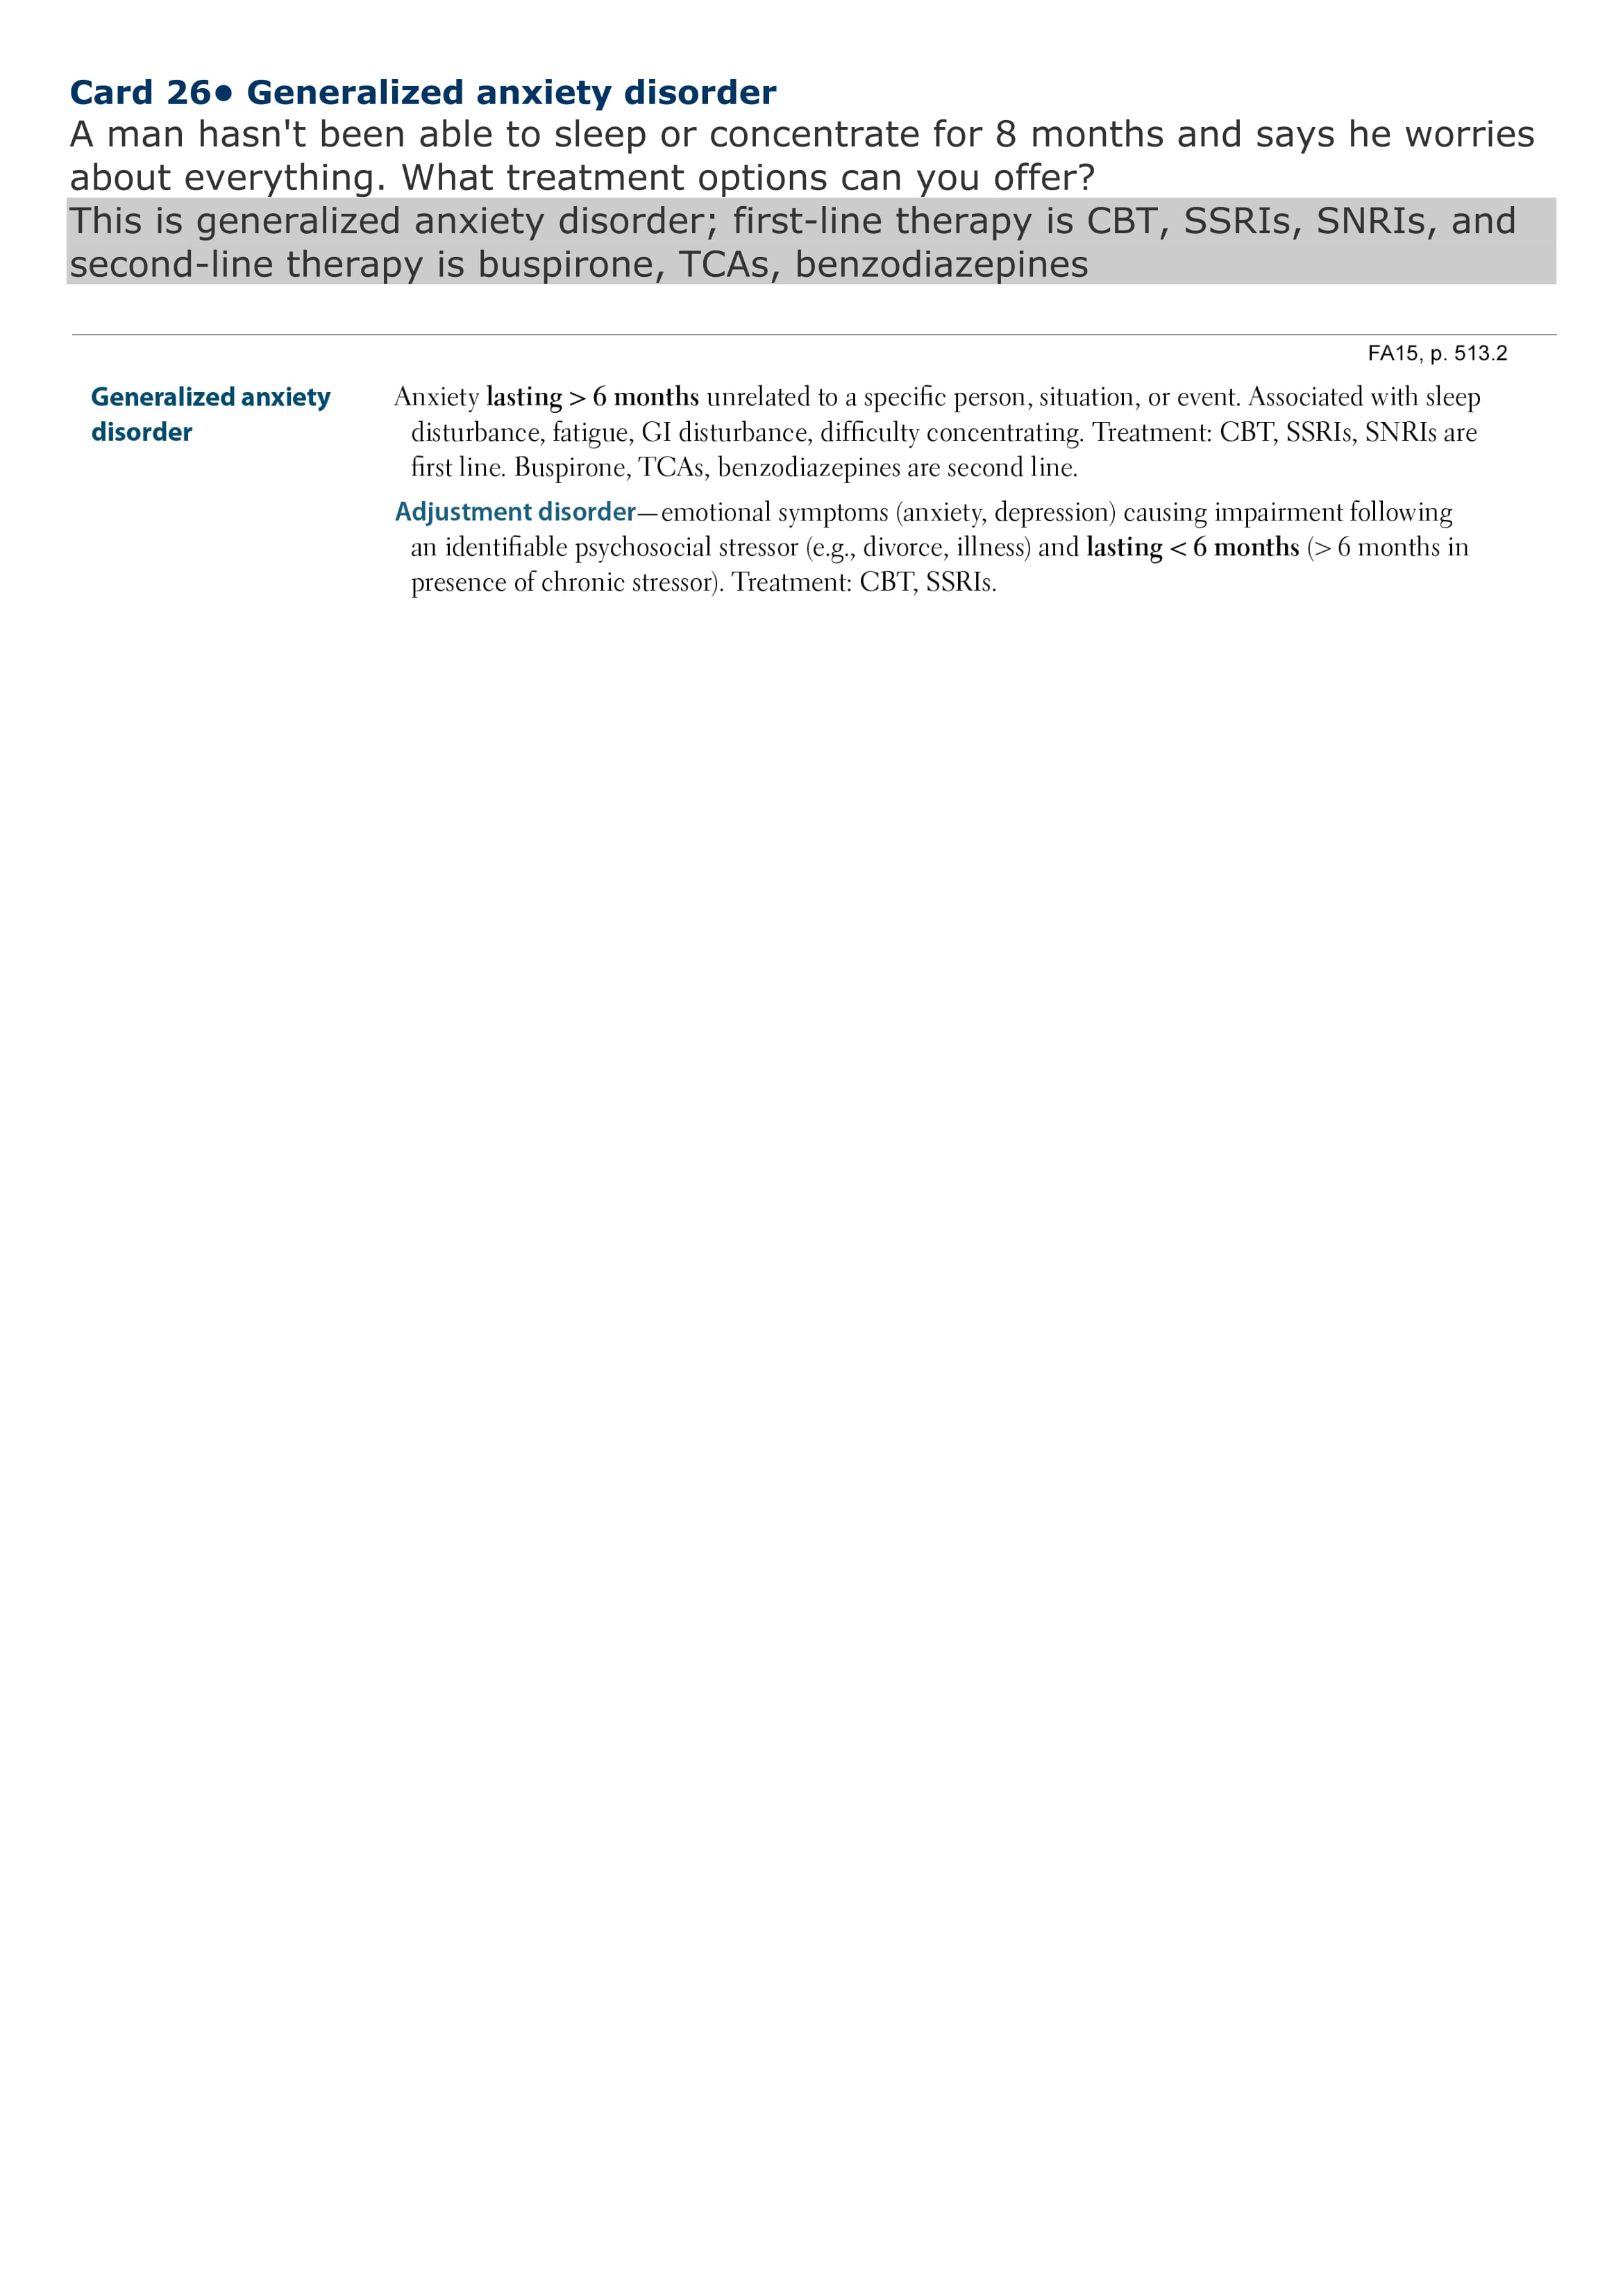 Card 26● Generalized anxiety disorder
A man hasn't been able to sleep or concentrate for 8 months and says he worries
about everything. What treatment options can you offer?
This is generalized anxiety disorder; first-line therapy is CBT, SSRIs, SNRIs, and
second-line therapy is buspirone, TCAs, benzodiazepines
FA15, p. 513.2
Generalized anxiety
disorder
Anxiety lasting > 6 months unrelated to a specific person, situation, or event. Associated with sleep
disturbance, fatigue, GI disturbance, difficulty concentrating. Treatment: CBT, SSRIs, SNRIs are
first line. Buspirone, TCAs, benzodiazepines are second line.
Adjustment disorder—emotional symptoms (anxiety, depression) causing impairment following
an identifiable psychosocial stressor (e.g., divorce, illness) and lasting < 6 months (> 6 months in
presence of chronic stressor). Treatment: CBT, SSRIs.